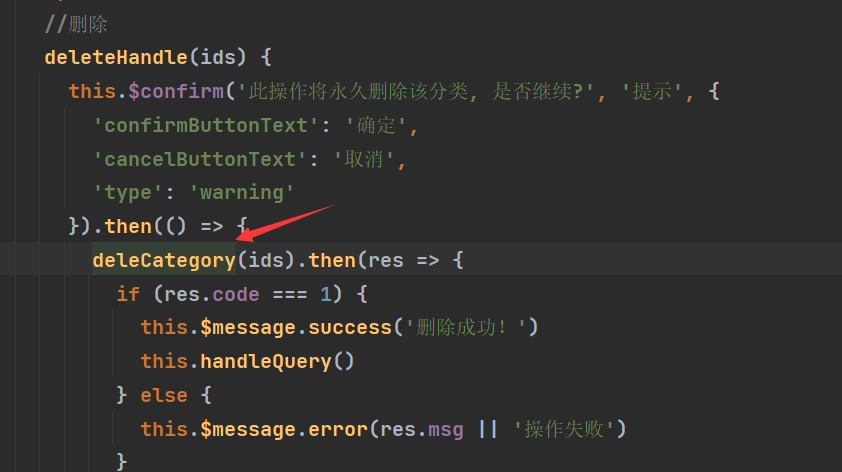 //删除
deleteHandle(ids) {
this.$confirm('此操作将永久删除该分类, 是否继续?', '提示', {
'confirmButtonText': '确定',
'cancelButtonText': '取消',
'type': 'warning'
}).then(() => {
deleCategory(ids).then(res => {
if (res.code === 1) {
this.$message.success('删除成功！')
this.handleQuery()
} else {
this.$message.error(res.msg || '操作失败')
}